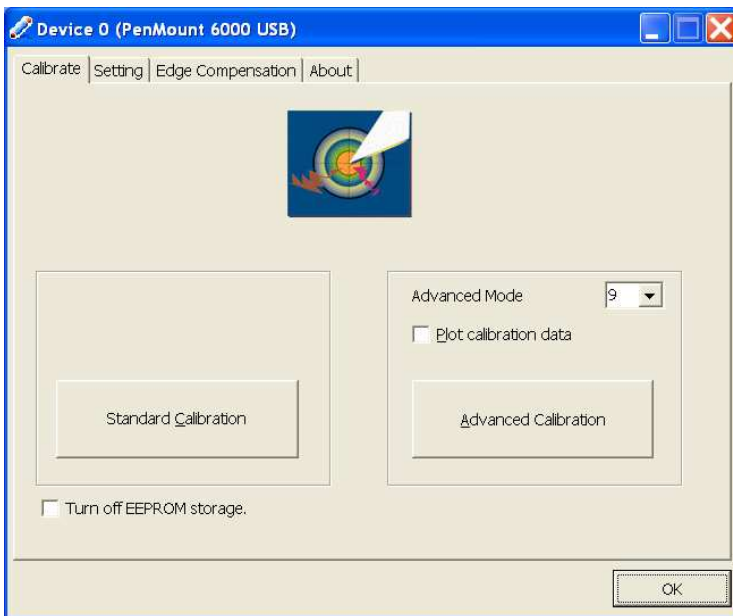 Device 0 (PenMount 6000 USB)
Calibrate Setting Edge Compensation About
Advanced Mode 9
Plot calibration data
Standard Calibration Advanced Calibration
Turn off EEPROM storage.
OK